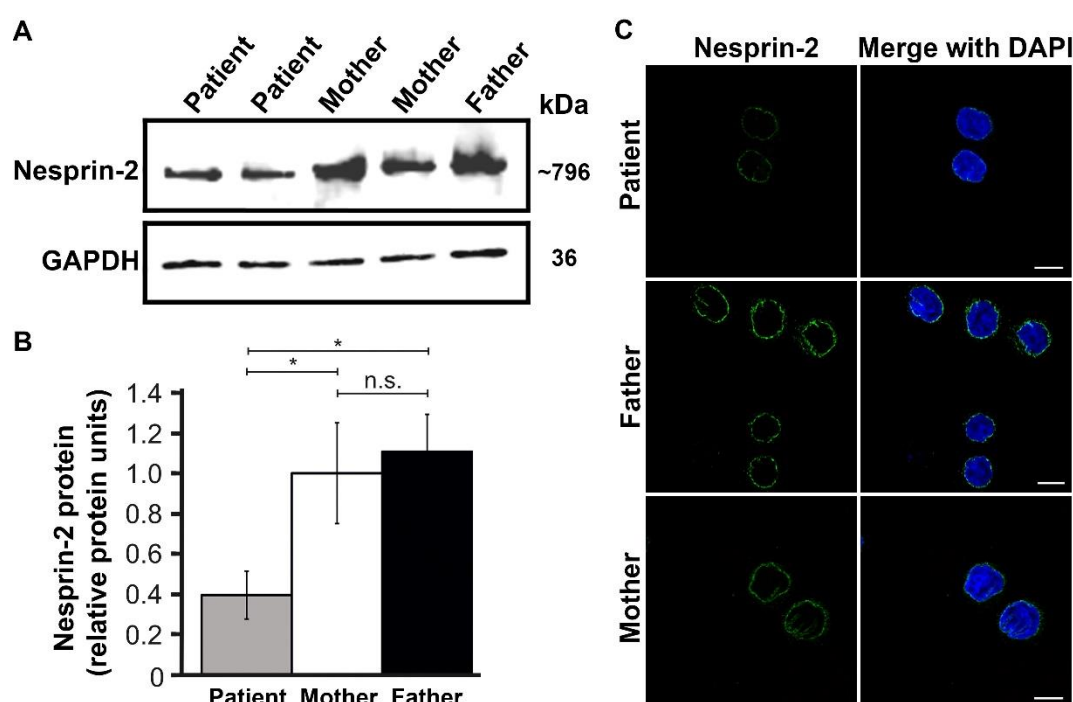 A
Patient
Patient
Mother
Mother
Father
kDa
Nesprin-2
~796
GAPDH
36
B
*
*
n.s.
Nesprin-2 protein
(relative protein units)
1.4
1.2
1.0
0.8
0.6
0.4
0.2
0
Patient Mother Father
C
Nesprin-2 Merge with DAPI
Patient
Father
Mother